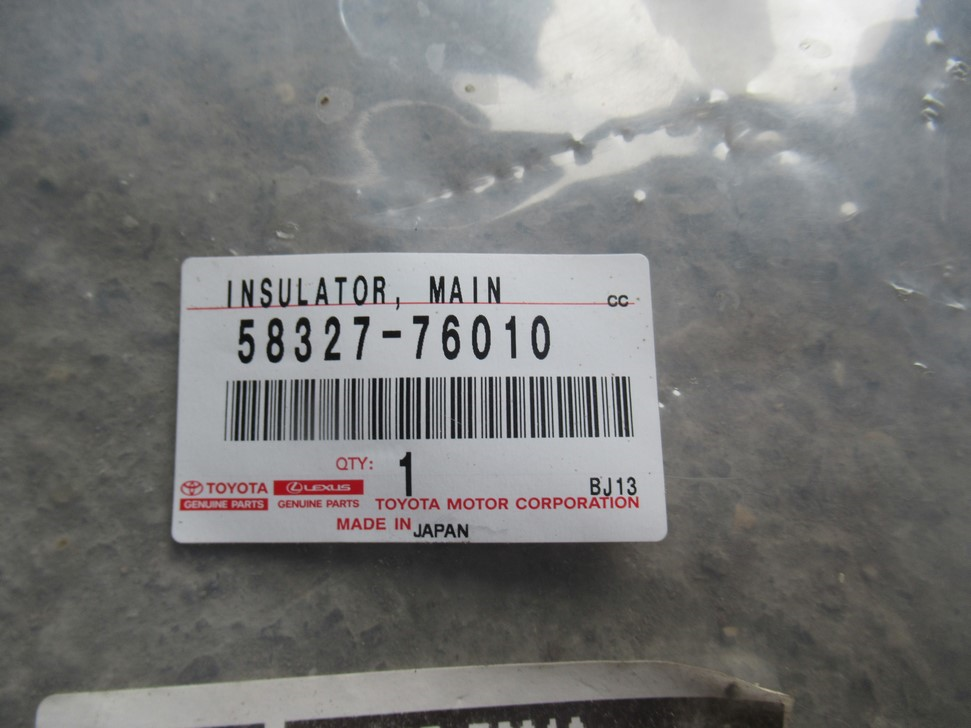 INSULATOR, MAIN CC
58327-76010
QTY: 1
BJ13
TOYOTA LEXUS
GENUINE PARTS GENUINE PARTS TOYOTA MOTOR CORPORATION
MADE IN JAPAN